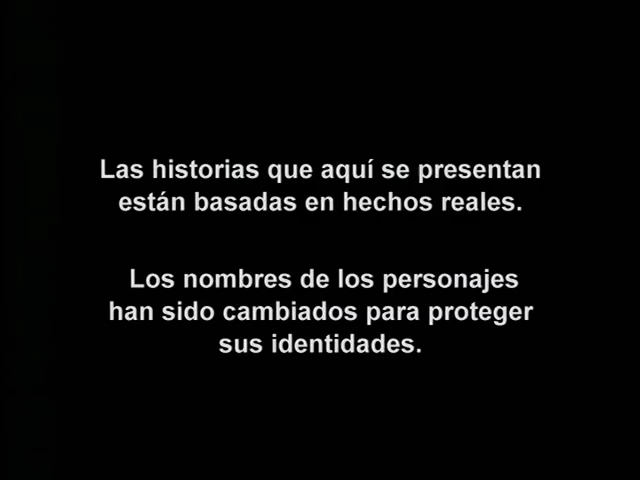 Las historias que aquí se presentan
están basadas en hechos reales.
Los nombres de los personajes
han sido cambiados para proteger
sus identidades.